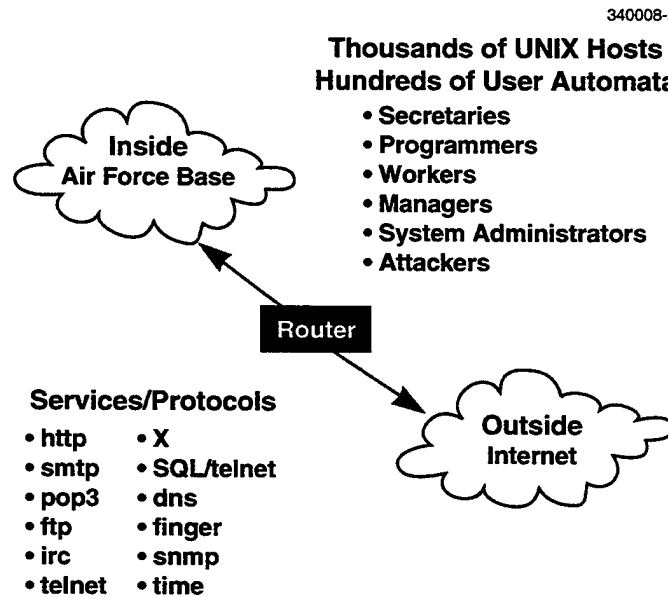 340008-
Thousands of UNIX Hosts
Hundreds of User Automata
• Secretaries
• Programmers
• Workers
• Managers
• System Administrators
• Attackers
Inside
Air Force Base
Router
Outside
Internet
Services/Protocols
• http • X
• smtp • SQL/telnet
• pop3 • dns
• ftp • finger
• irc • snmp
• telnet • time